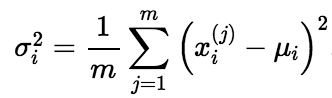 σ_i^2 = \frac{1}{m} \sum_{j=1}^{m} \left( x_i^{(j)} - μ_i \right)^2